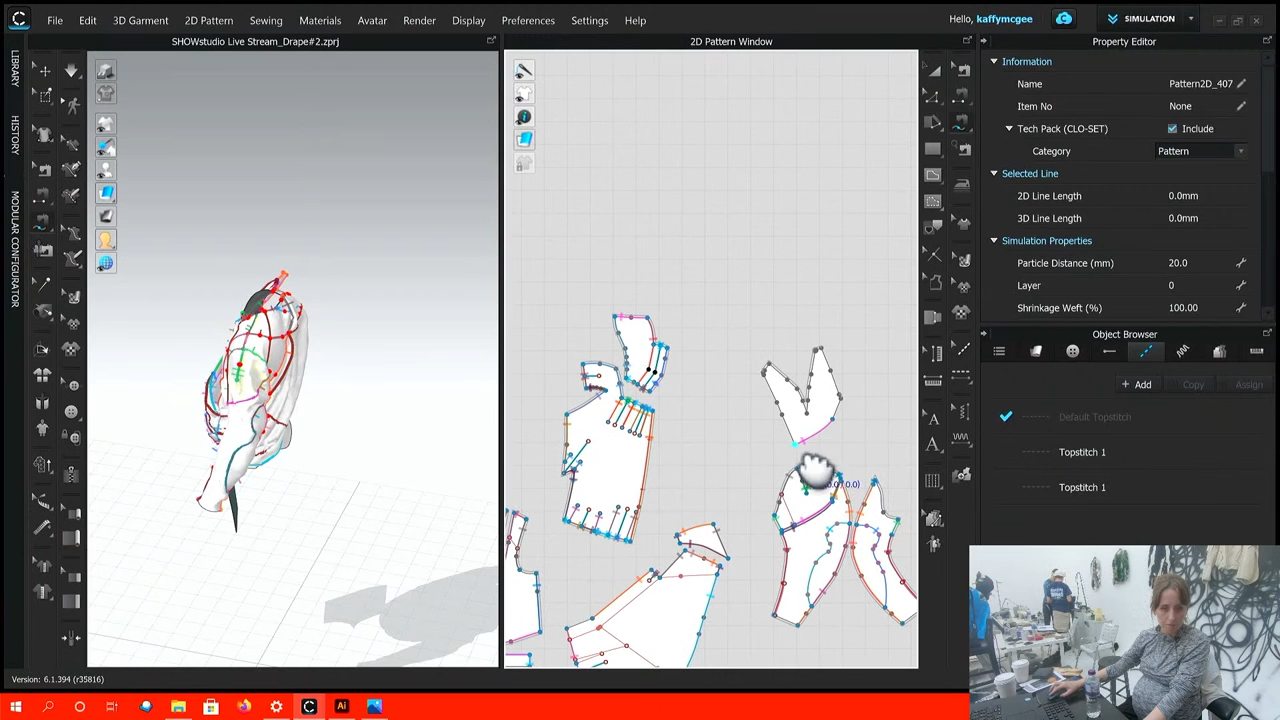 File Edit 3D Garment 2D Pattern Sewing Materials Avatar Render Display Preferences Settings Help
Hello, kaffymcgee
SIMULATION
SHOWstudio Live Stream_Drape#2.zprj
2D Pattern Window
Property Editor
LIBRARY
HISTORY
MODULAR CONFIGURATOR
Information
Name Pattern2D_407
Item No None
Tech Pack (CLO-SET) Include
Category Pattern
Selected Line
2D Line Length 0.0mm
3D Line Length 0.0mm
Simulation Properties
Particle Distance (mm) 20.0
Layer 0
Shrinkage Weft (%) 100.00
Object Browser
+ Add Copy Assign
Default Topstitch
Topstitch 1
Topstitch 1
Version: 6.1.394 (r35816)
Ai